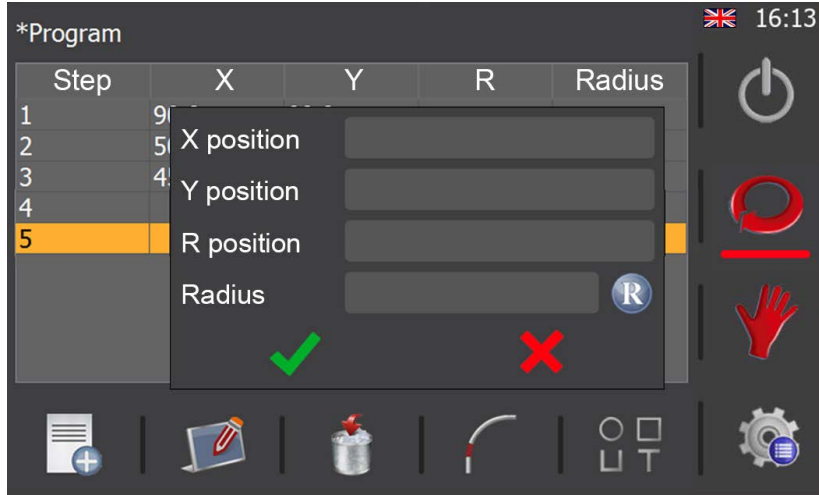 *Program
16:13
Step X Y R Radius
1
2
3
4
5
X position
Y position
R position
Radius
R